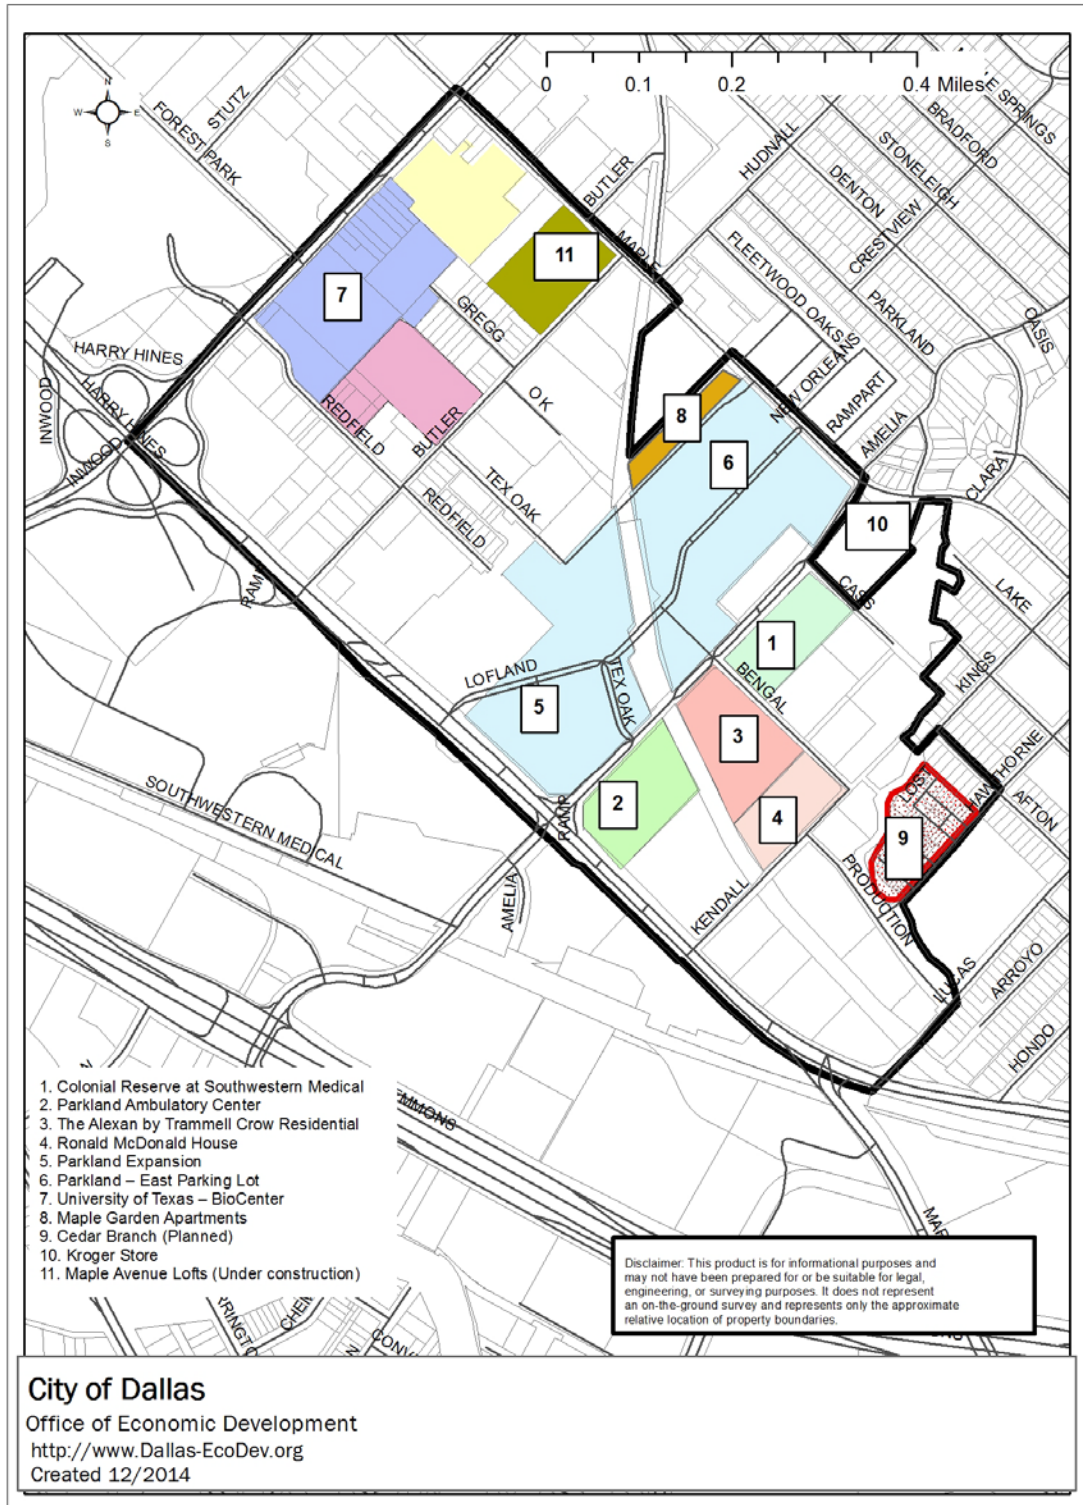 N
W E
S
0 0.1 0.2 0.4 Miles
STUTZ
FOREST PARK
BUTLER
HUDNALL
BRADFORD
STONELEIGH
DENTON
CRESTVIEW
FLEETWOOD OAKS
PARKLAND
OASIS
MAPLE
11
7
GREGG
HARRY HINES
HARRY HINES
INWOOD
INWOOD
NEW ORLEANS
RAMPART
AMELIA
8
OK
REDFIELD
BUTLER
6
CLARA
TEX OAK
REDFIELD
10
RAMP
CASS
LAKE
1
KINGS
LOFLAND
TEX OAK
BENGAL
5
3
HAWTHORNE
SOUTHWESTERN MEDICAL
LOST
AFTON
2
RAMP
4
9
PRODUCTION
KENDALL
AMELIA
LUCAS
ARROYO
HONDO
1. Colonial Reserve at Southwestern Medical
2. Parkland Ambulatory Center
3. The Alexan by Trammell Crow Residential
4. Ronald McDonald House
5. Parkland Expansion
6. Parkland – East Parking Lot
7. University of Texas – BioCenter
8. Maple Garden Apartments
9. Cedar Branch (Planned)
10. Kroger Store
11. Maple Avenue Lofts (Under construction)
Disclaimer: This product is for informational purposes and
may not have been prepared for or be suitable for legal,
engineering, or surveying purposes. It does not represent
an on-the-ground survey and represents only the approximate
relative location of property boundaries.
City of Dallas
Office of Economic Development
http://www.Dallas-EcoDev.org
Created 12/2014